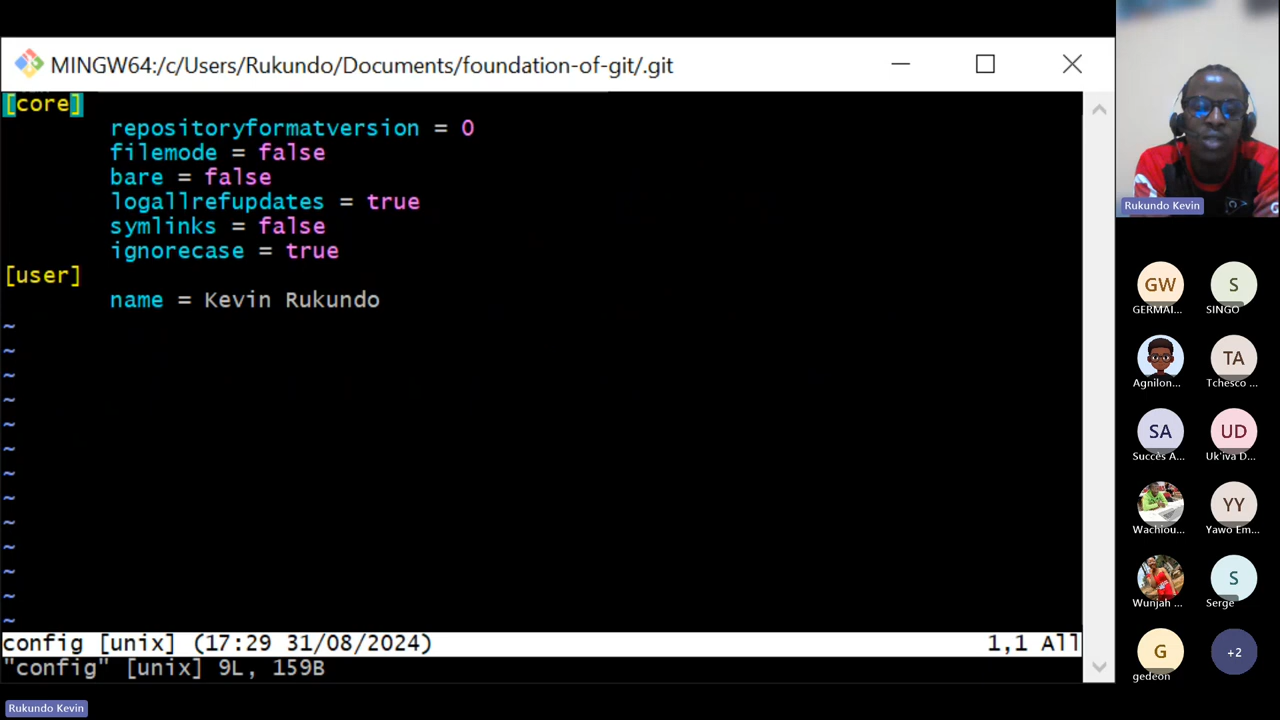 MINGW64:/c/Users/Rukundo/Documents/foundation-of-git/.git
[core]
repositoryformatversion = 0
filemode = false
bare = false
logallrefupdates = true
symlinks = false
ignorecase = true
[user]
name = Kevin Rukundo
~
~
~
~
~
~
~
~
~
~
~
~
~
config [unix] (17:29 31/08/2024) 1,1 All
"config" [unix] 9L, 159B
Rukundo Kevin
Rukundo Kevin
GW S
GERMAI... SINGO
TA
Agnilon... Tchesco ...
SA UD
Succès A... Uk'iva D...
YY
Wachiou... Yawo Em...
S
Wunjah ... Serge
G +2
gedeon